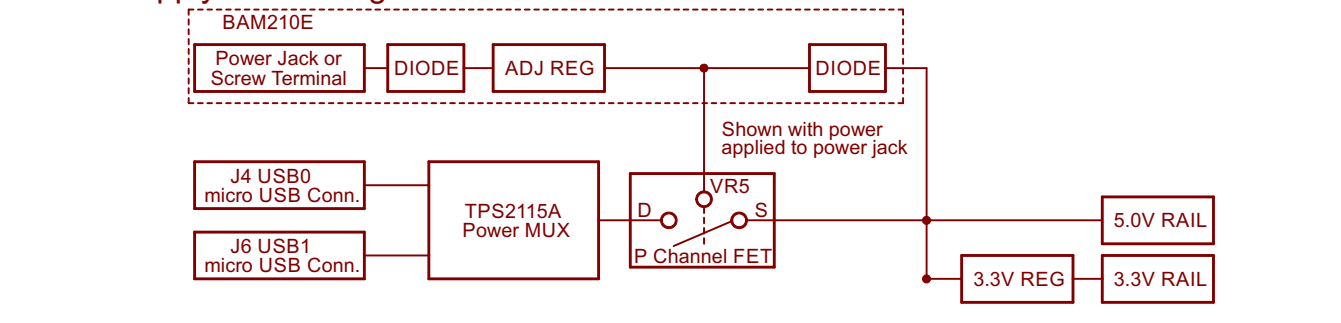 BAM210E
Power Jack or
Screw Terminal
DIODE
ADJ REG
DIODE
Shown with power
applied to power jack
J4 USB0
micro USB Conn.
TPS2115A
Power MUX
VR5
D
S
P Channel FET
J6 USB1
micro USB Conn.
5.0V RAIL
3.3V REG
3.3V RAIL